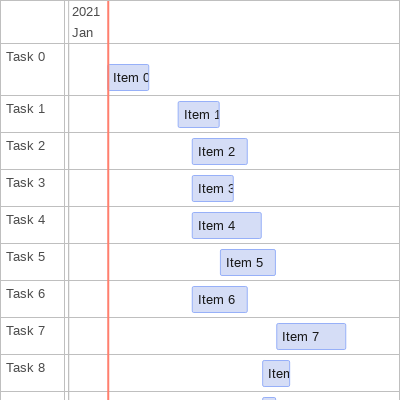 2021
Jan
Task 0
Item 0
Task 1
Item 1
Task 2
Item 2
Task 3
Item 3
Task 4
Item 4
Task 5
Item 5
Task 6
Item 6
Task 7
Item 7
Task 8
Item